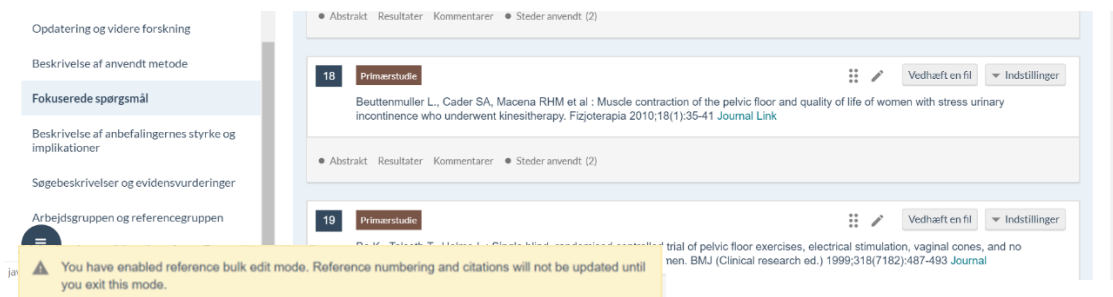 Opdatering og videre forskning
Beskrivelse af anvendt metode
Fokuserede spørgsmål
Beskrivelse af anbefalingernes styrke og
implikationer
Søgebeskrivelser og evidensvurderinger
Arbejdsgruppen og referencegruppen
jav
Abstrakt Resultater Kommentarer Steder anvendt (2)
18 Primærstudie Vedhæft en fil Indstillinger
Beuttenmuller L., Cader SA, Macena RHM et al : Muscle contraction of the pelvic floor and quality of life of women with stress urinary
incontinence who underwent kinesitherapy. Fizjoterapia 2010;18(1):35-41 Journal Link
Abstrakt Resultater Kommentarer Steder anvendt (2)
19 Primærstudie Vedhæft en fil Indstillinger
trial of pelvic floor exercises, electrical stimulation, vaginal cones, and no
men. BMJ (Clinical research ed.) 1999;318(7182):487-493 Journal
You have enabled reference bulk edit mode. Reference numbering and citations will not be updated until
you exit this mode.